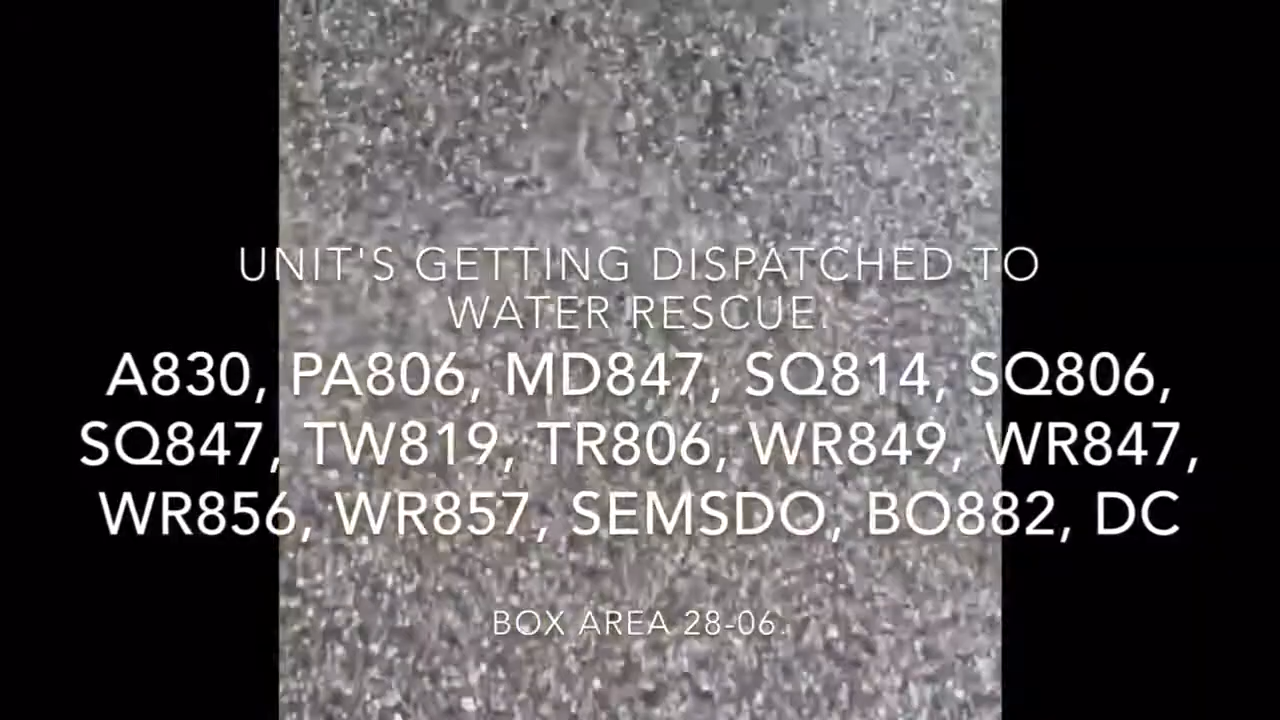 UNIT'S GETTING DISPATCHED TO
WATER RESCUE.
A830, PA806, MD847, SQ814, SQ806,
SQ847, TW819, TR806, WR849, WR847,
WR856, WR857, SEMSDO, BO882, DC
BOX AREA 28-06.